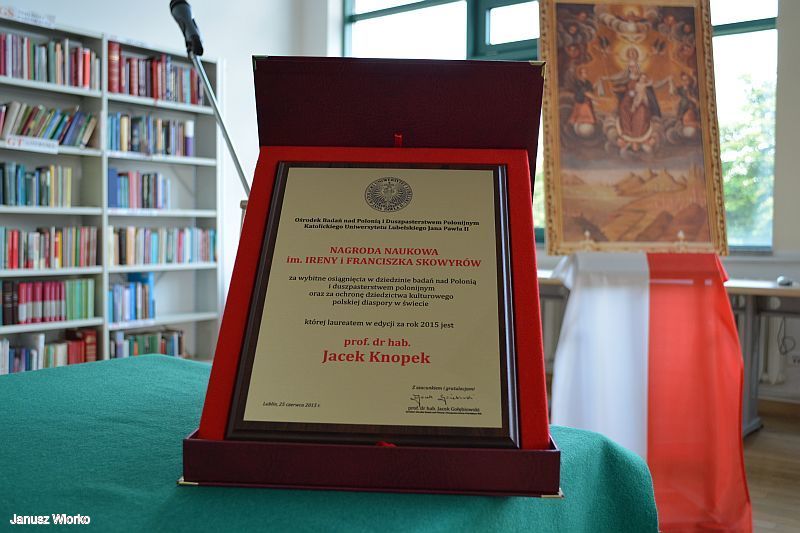 Ośrodek Badań nad Polonią i Duszpasterstwem Polonijnym
Katolickiego Uniwersytetu Lubelskiego Jana Pawła II
NAGRODA NAUKOWA
im. IRENY i FRANCISZKA SKOWYRÓW
za wybitne osiągnięcia w dziedzinie badań nad Polonią
i duszpasterstwem polonijnym
oraz za ochronę dziedzictwa kulturowego
polskiej diaspory w świecie
której laureatem w edycji za rok 2015 jest
prof. dr hab.
Jacek Knopek
Z szacunkiem i gratulacjami
Lublin, 25 czerwca 2015 r.
prof. dr hab. Jacek Gołębiowski
Janusz Wlorko